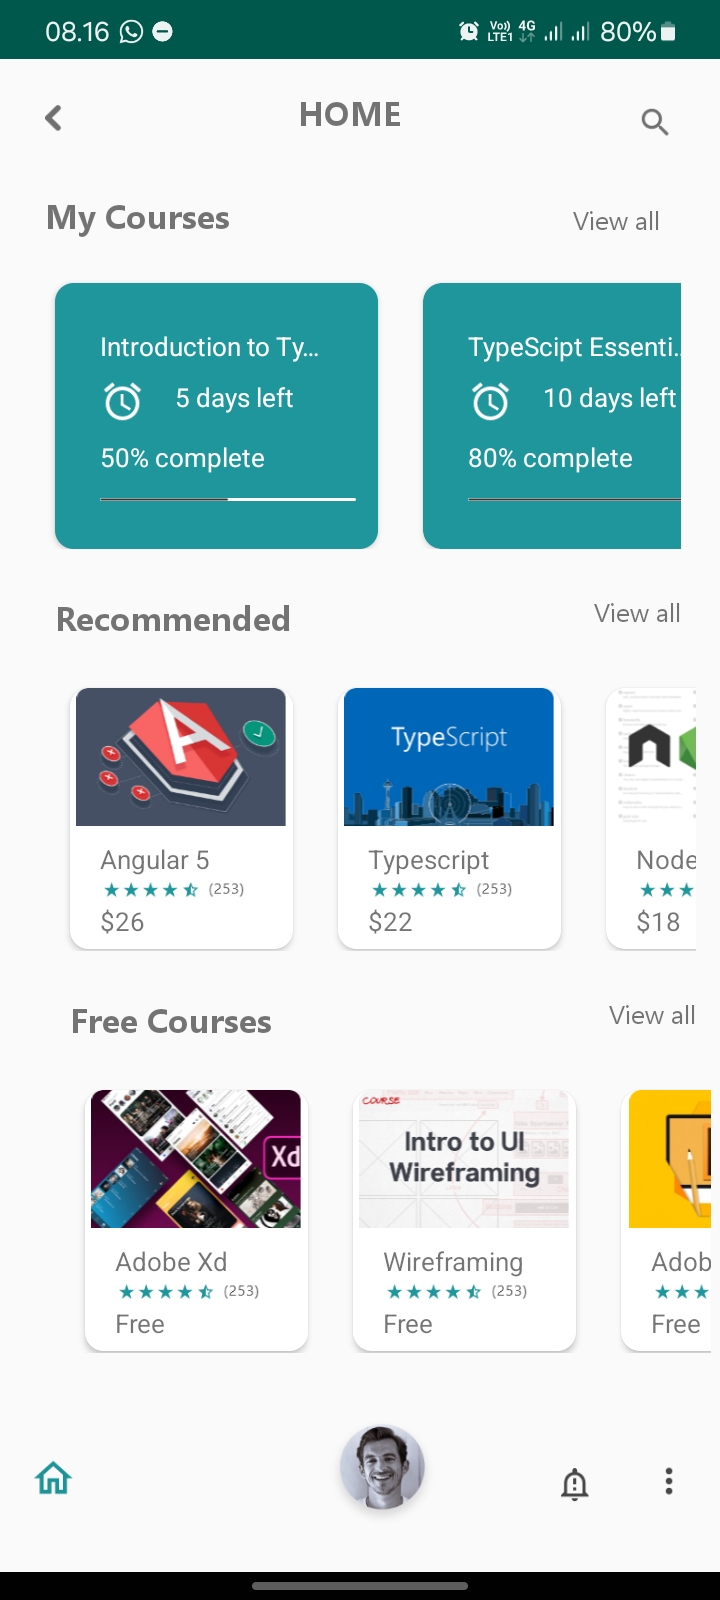 08.16 Vo)) LTE1 4G 80%
HOME
My Courses View all
Introduction to Ty... TypeScipt Essenti..
5 days left 10 days left
50% complete 80% complete
Recommended View all
TypeScript
Angular 5 Typescript Node
(253) (253)
$26 $22 $18
Free Courses View all
COURSE
Xd Intro to UI
Wireframing
Adobe Xd Wireframing Adob
(253) (253)
Free Free Free